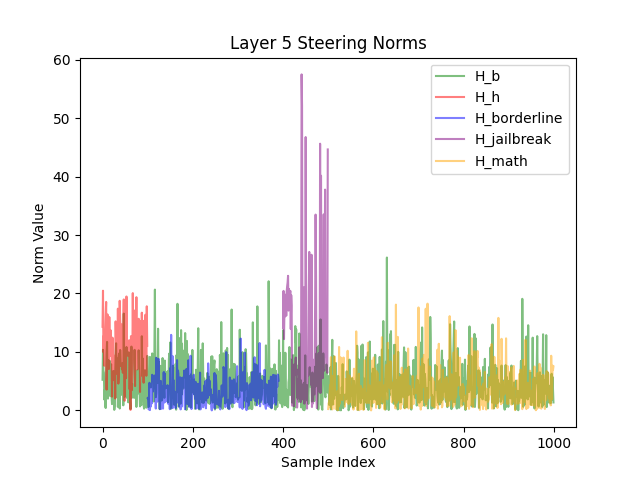 Layer 5 Steering Norms
60
50
40
30
20
10
0
Norm Value
H_b
H_h
H_borderline
H_jailbreak
H_math
0 200 400 600 800 1000
Sample Index